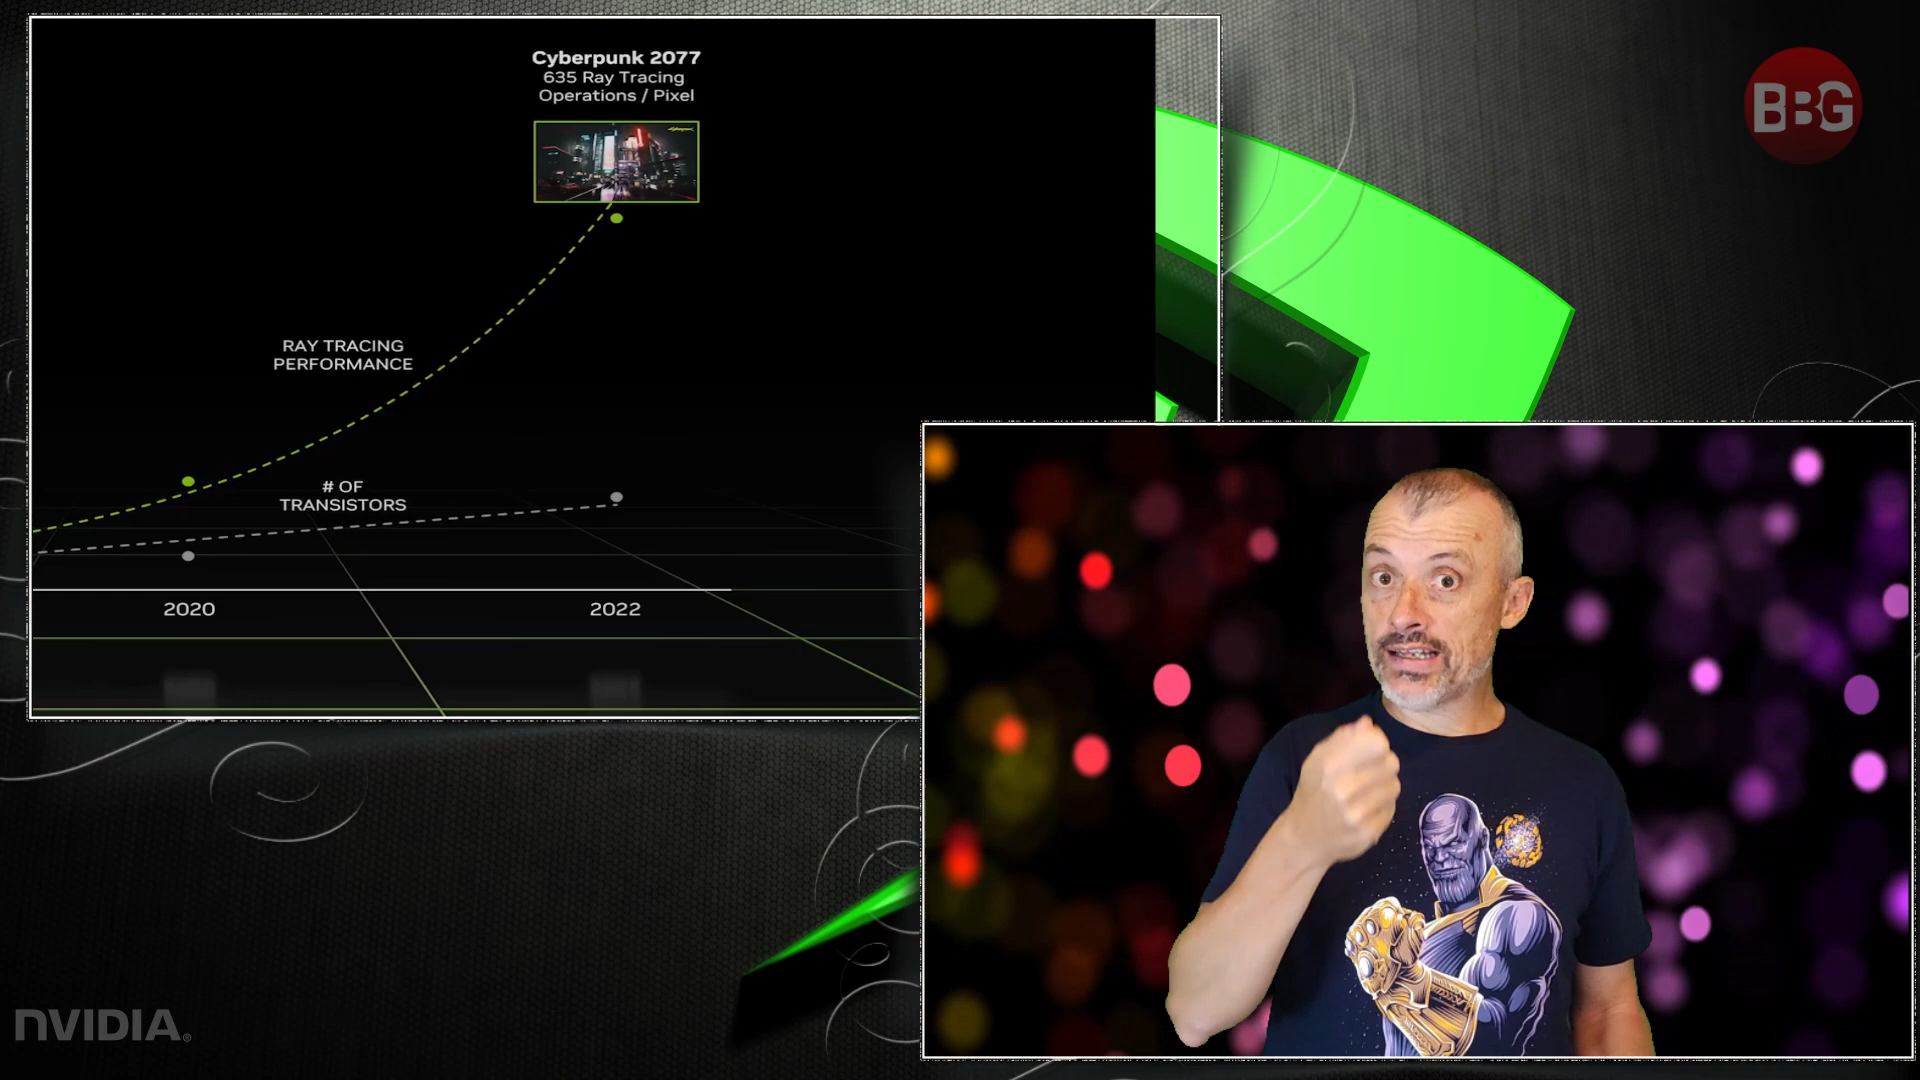 Cyberpunk 2077
635 Ray Tracing
Operations / Pixel
RAY TRACING
PERFORMANCE
# OF
TRANSISTORS
2020
2022
BBG
NVIDIA®